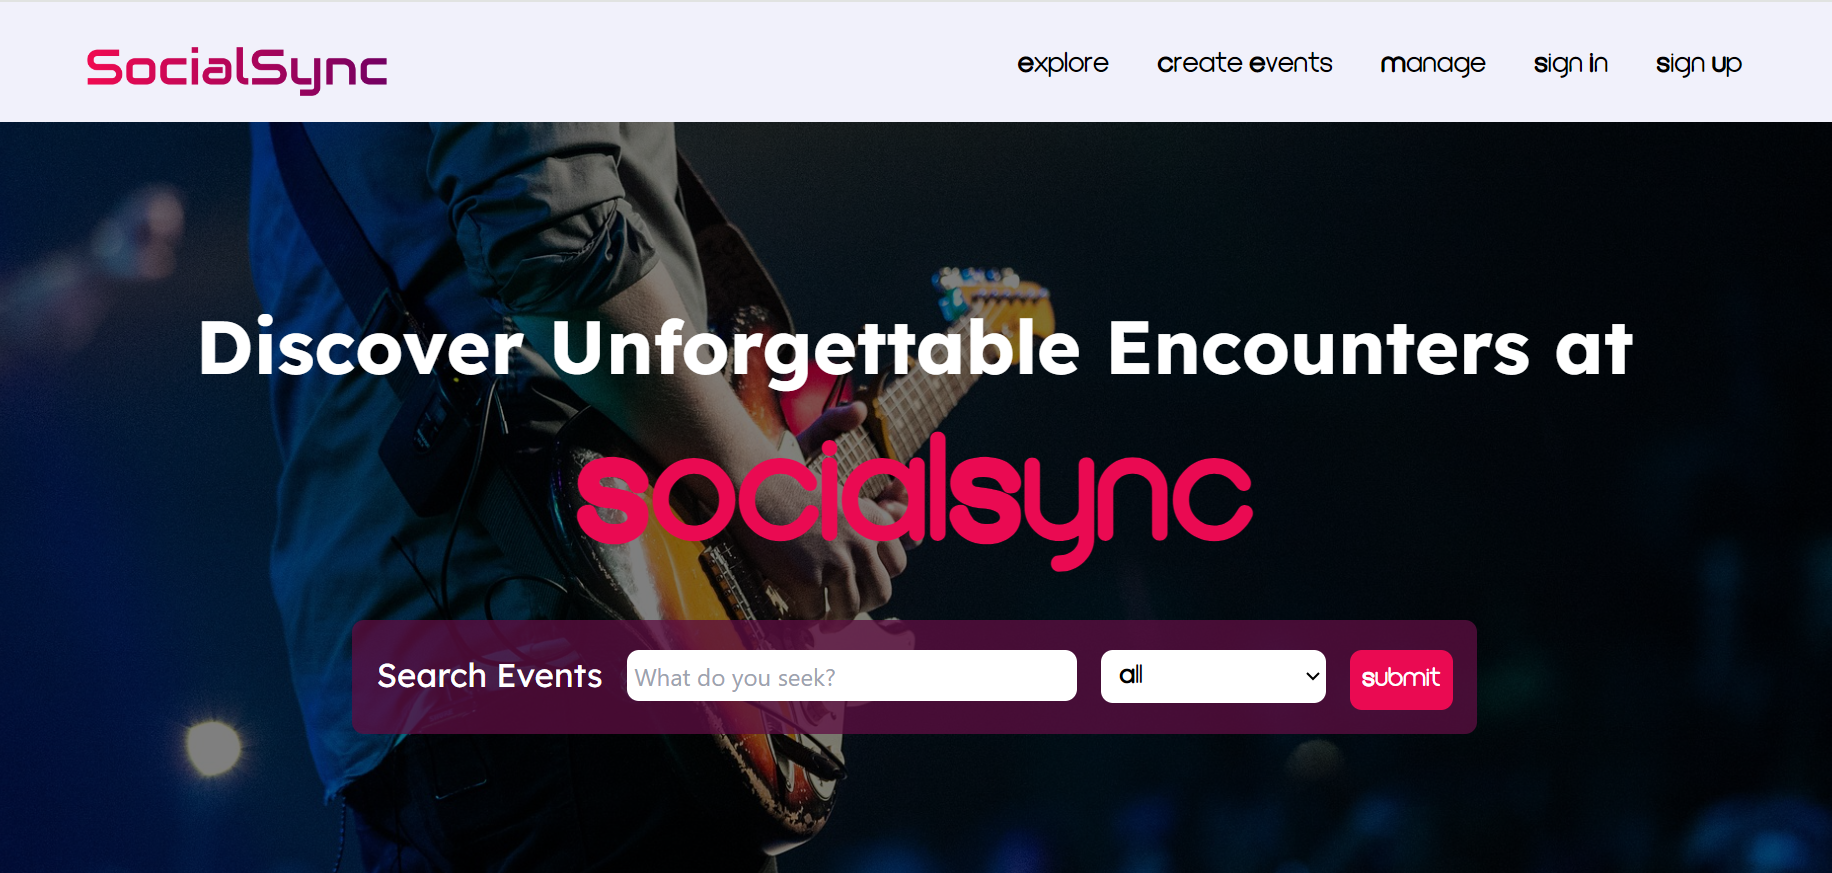 SocialSync
explore create events manage sign in sign up
Discover Unforgettable Encounters at
socialsync
Search Events What do you seek? all submit